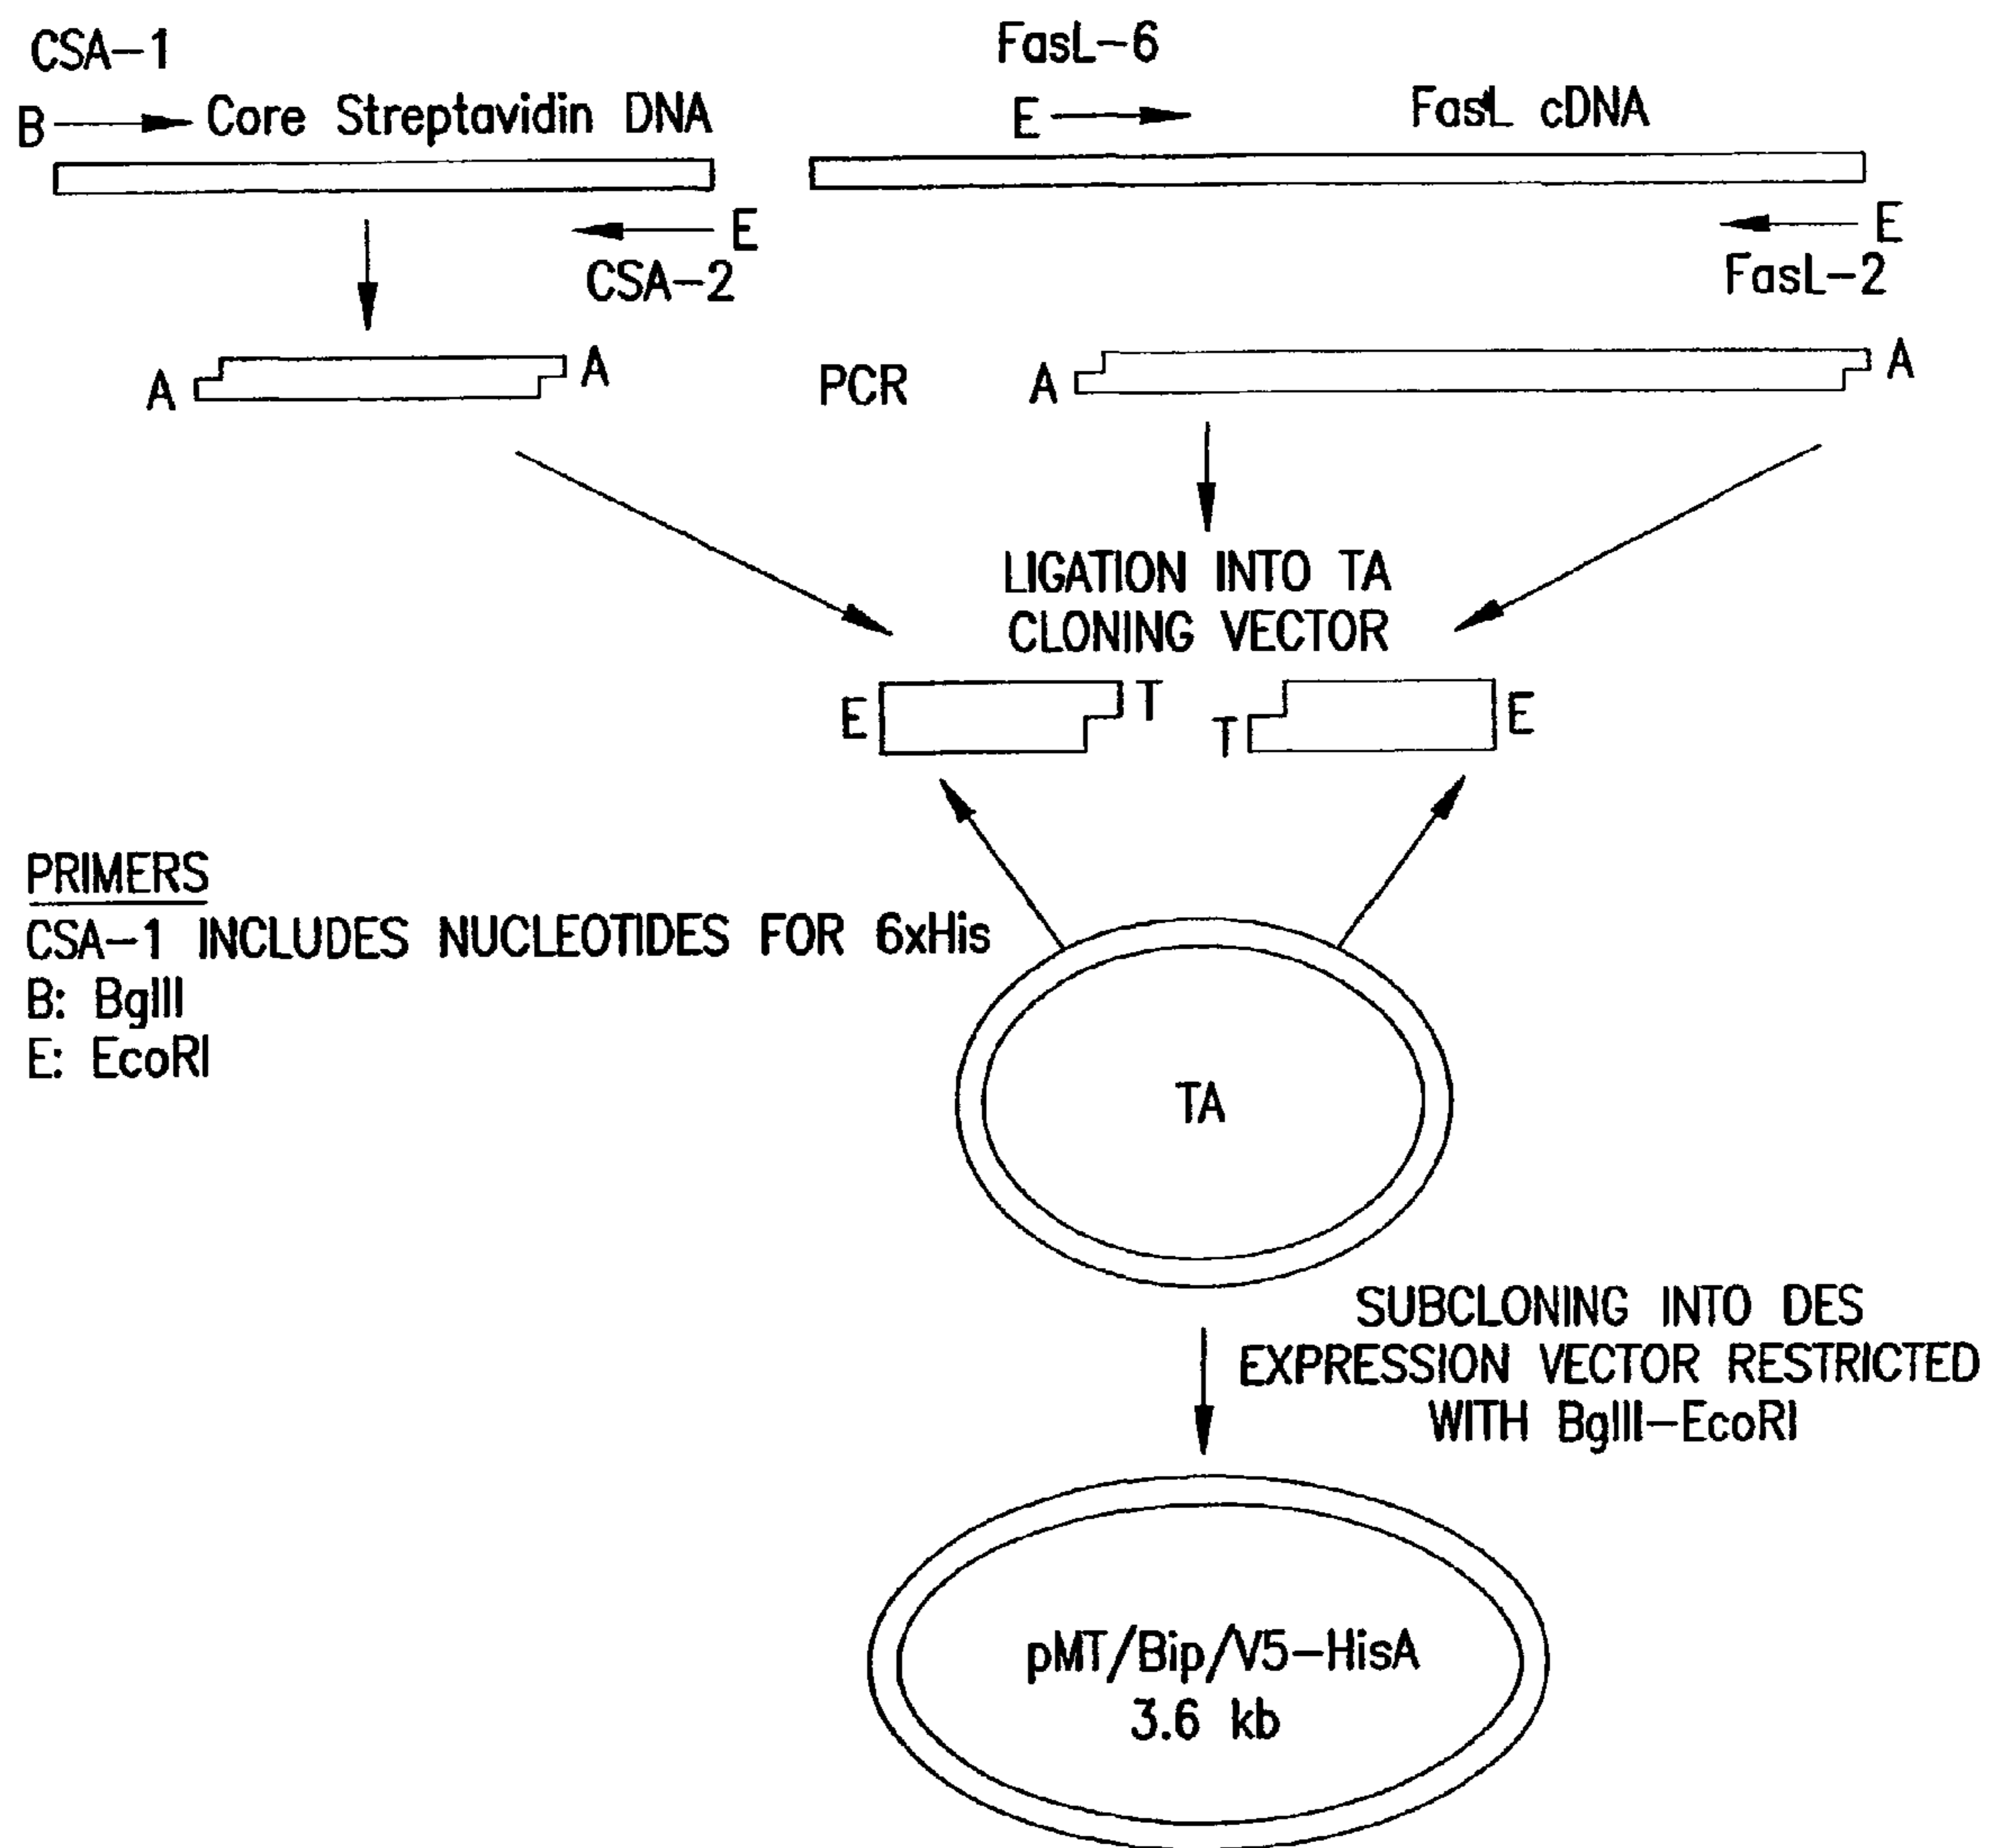 CSA-1
FasL-6
B
Core Streptavidin DNA
E
FasL cDNA
E
CSA-2
E
FasL-2
A
A
PCR
A
A
LIGATION INTO TA
CLONING VECTOR
E
T
T
E
PRIMERS
CSA-1 INCLUDES NUCLEOTIDES FOR 6xHis
B: BglII
E: EcoRI
TA
SUBCLONING INTO DES
EXPRESSION VECTOR RESTRICTED
WITH BglII-EcoRI
pMT/Bip/V5-HisA
3.6 kb